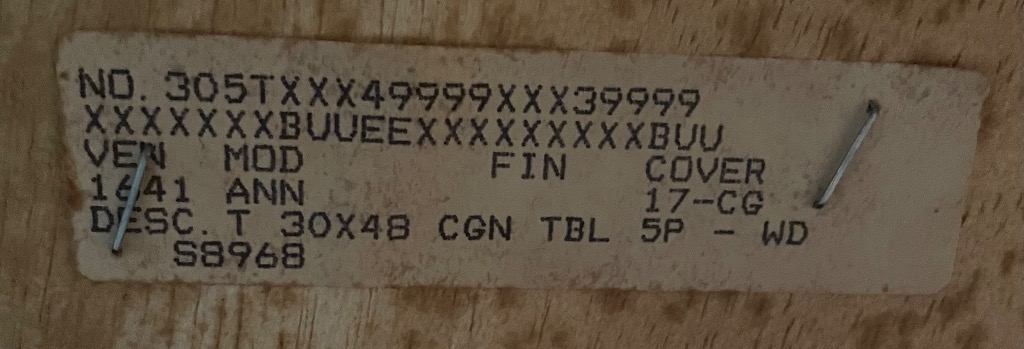 NO. 305TXXX49999XXX39999
XXXXXXXBUUEEXXXXXXXXXBUU
VEN MOD FIN COVER
1641 ANN 17-CG
DESC. T 30X48 CGN TBL 5P - WD
S8968